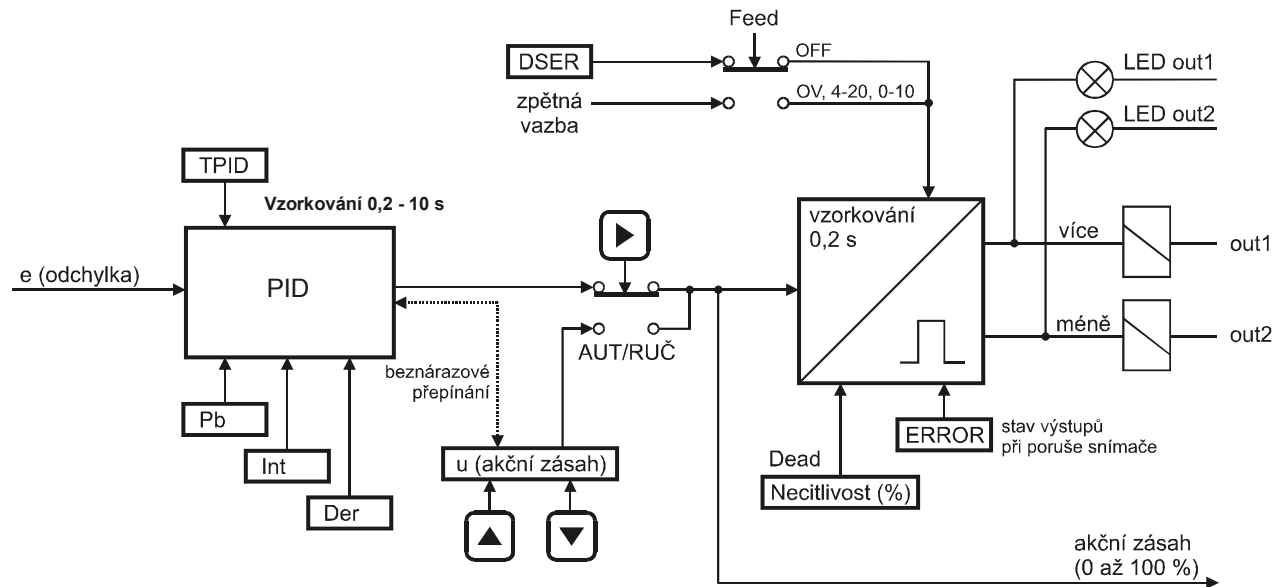 Feed
DSER
OFF
zpětná
vazba
OV, 4-20, 0-10
LED out1
LED out2
TPID
Vzorkování 0,2 - 10 s
e (odchylka)
PID
AUT/RUČ
beznárazové
přepínání
vzorkování
0,2 s
více
out1
méně
out2
Pb
Int
Der
u (akční zásah)
ERROR
stav výstupů
při poruše snímače
Dead
Necitlivost (%)
akční zásah
(0 až 100 %)